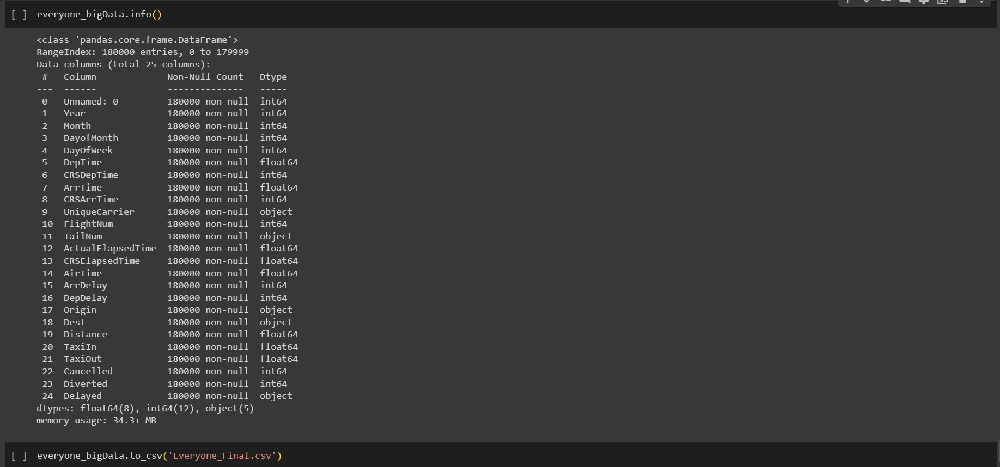 [ ] everyone_bigData.info()
<class 'pandas.core.frame.DataFrame'>
RangeIndex: 180000 entries, 0 to 179999
Data columns (total 25 columns):
 #   Column             Non-Null Count   Dtype
---  ------             --------------   -----
 0   Unnamed: 0         180000 non-null  int64
 1   Year               180000 non-null  int64
 2   Month              180000 non-null  int64
 3   DayofMonth         180000 non-null  int64
 4   DayOfWeek          180000 non-null  int64
 5   DepTime            180000 non-null  float64
 6   CRSDepTime         180000 non-null  int64
 7   ArrTime            180000 non-null  float64
 8   CRSArrTime         180000 non-null  int64
 9   UniqueCarrier      180000 non-null  object
 10  FlightNum          180000 non-null  int64
 11  TailNum            180000 non-null  object
 12  ActualElapsedTime  180000 non-null  float64
 13  CRSElapsedTime     180000 non-null  float64
 14  AirTime            180000 non-null  float64
 15  ArrDelay           180000 non-null  int64
 16  DepDelay           180000 non-null  int64
 17  Origin             180000 non-null  object
 18  Dest               180000 non-null  object
 19  Distance           180000 non-null  float64
 20  TaxiIn             180000 non-null  float64
 21  TaxiOut            180000 non-null  float64
 22  Cancelled          180000 non-null  int64
 23  Diverted           180000 non-null  int64
 24  Delayed            180000 non-null  object
dtypes: float64(8), int64(12), object(5)
memory usage: 34.3+ MB
[ ] everyone_bigData.to_csv('Everyone_Final.csv')